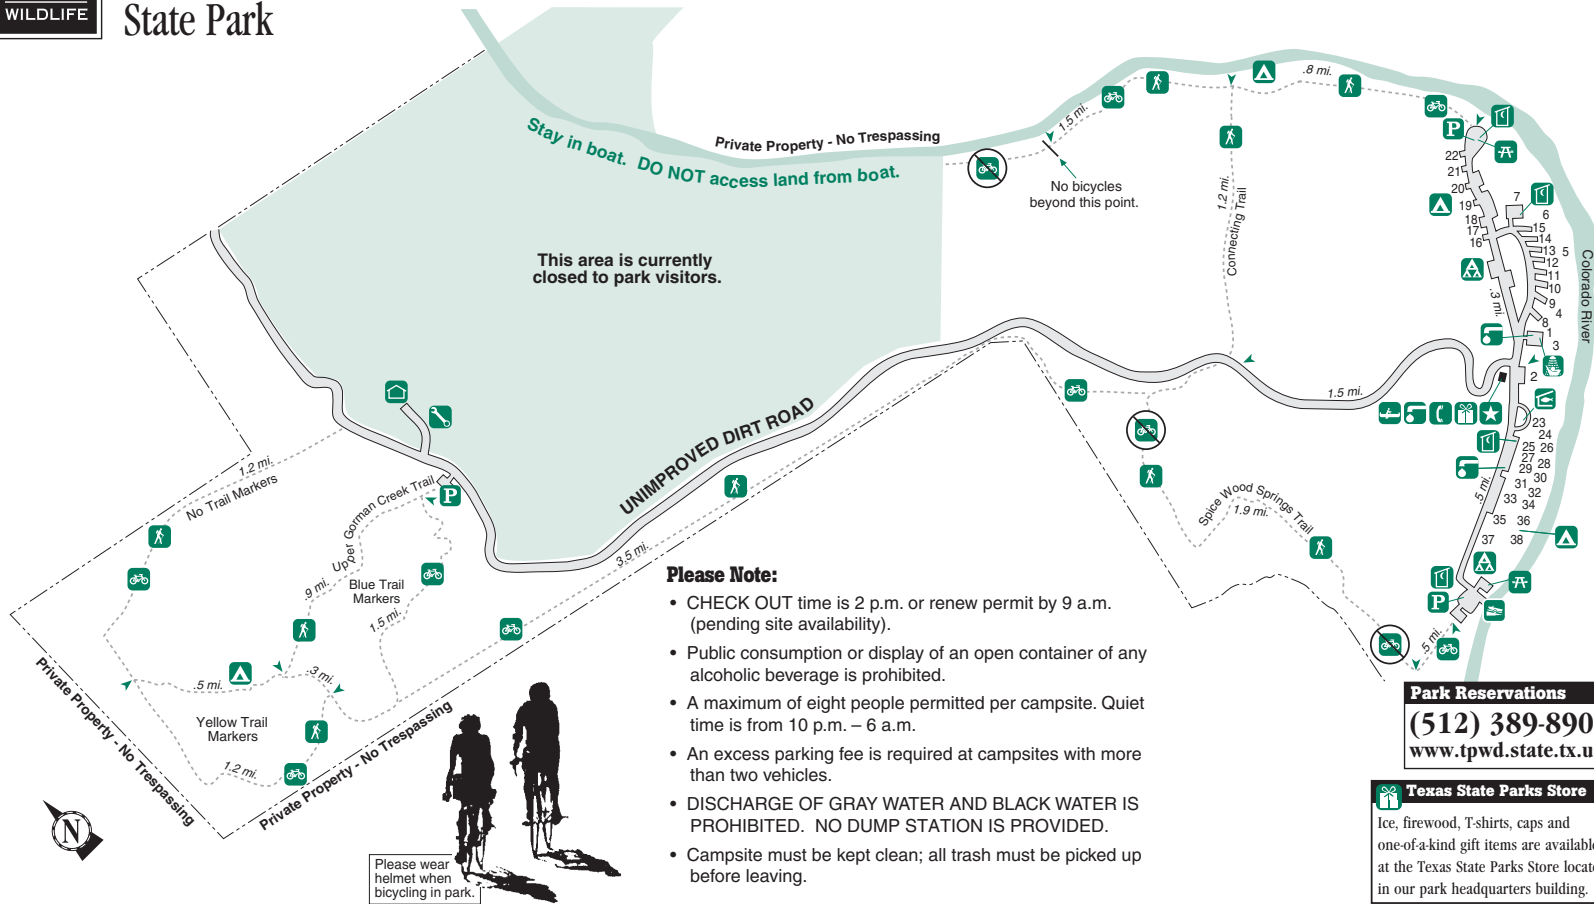 WILDLIFE
State Park
Stay in boat. DO NOT access land from boat.
Private Property - No Trespassing
1.5 mi.
.8 mi.
No bicycles
beyond this point.
1.2 mi.
Connecting Trail
This area is currently
closed to park visitors.
22
21
20
19
18
17
16
7
6
15
14
13
5
12
11
10
9
4
8
1
3
2
.3 mi.
Colorado River
1.5 mi.
23
24
25
26
27
28
29
30
31
32
33
34
35
36
37
38
.5 mi.
UNIMPROVED DIRT ROAD
1.2 mi.
No Trail Markers
Upper Gorman Creek Trail
P
P
P
.9 mi.
Blue Trail
Markers
1.5 mi.
3.5 mi.
Spice Wood Springs Trail
1.9 mi.
.5 mi.
.3 mi.
.5 mi.
Yellow Trail
Markers
1.2 mi.
Private Property - No Trespassing
Private Property - No Trespassing
N
Please wear
helmet when
bicycling in park.
Please Note:
• CHECK OUT time is 2 p.m. or renew permit by 9 a.m.
(pending site availability).
• Public consumption or display of an open container of any
alcoholic beverage is prohibited.
• A maximum of eight people permitted per campsite. Quiet
time is from 10 p.m. – 6 a.m.
• An excess parking fee is required at campsites with more
than two vehicles.
• DISCHARGE OF GRAY WATER AND BLACK WATER IS
PROHIBITED. NO DUMP STATION IS PROVIDED.
• Campsite must be kept clean; all trash must be picked up
before leaving.
Park Reservations
(512) 389-890
www.tpwd.state.tx.u
Texas State Parks Store
Ice, firewood, T-shirts, caps and
one-of-a-kind gift items are available
at the Texas State Parks Store locat
in our park headquarters building.